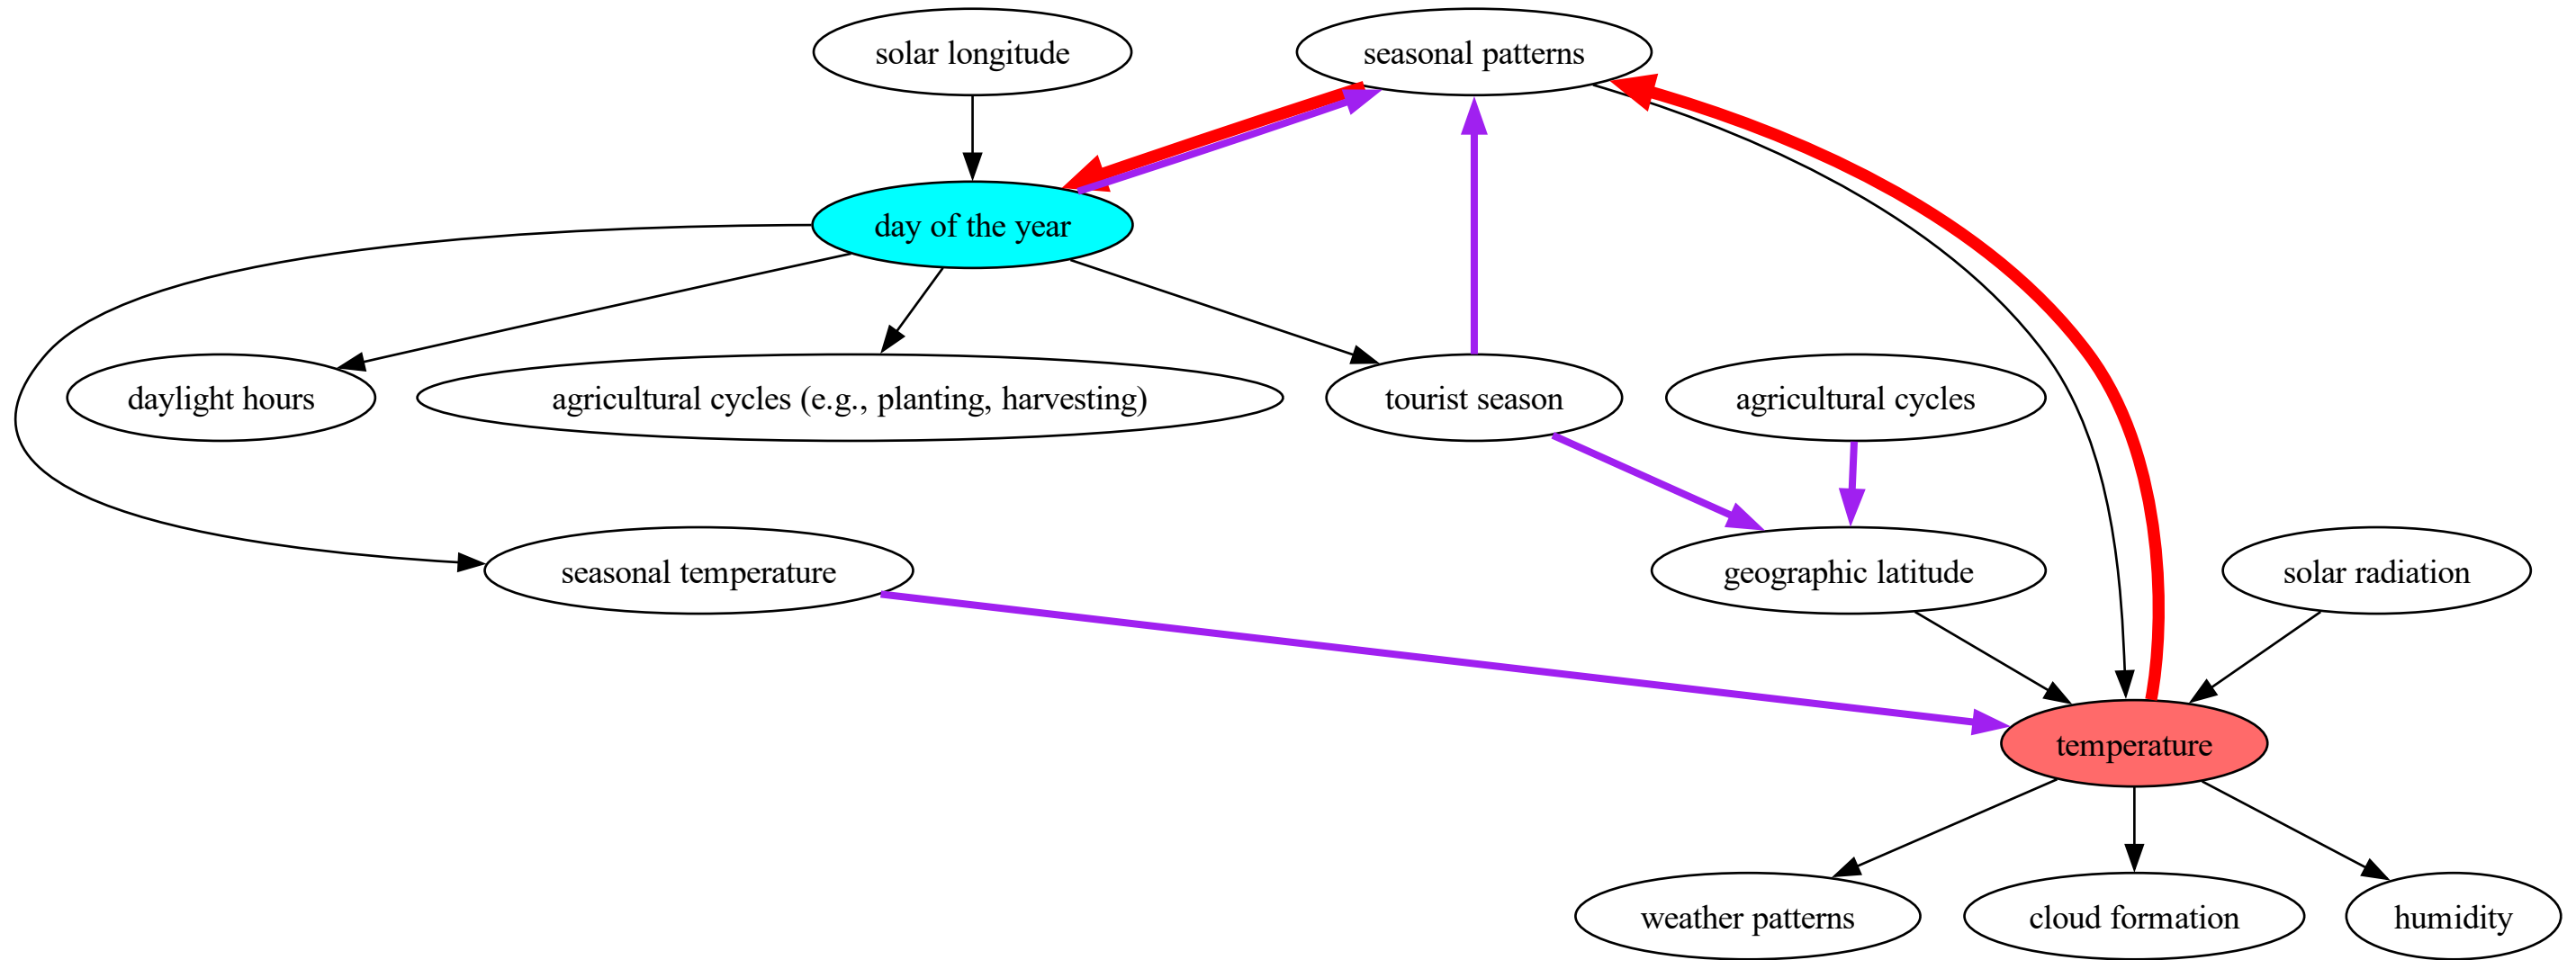 solar longitude
seasonal patterns
day of the year
daylight hours
agricultural cycles (e.g., planting, harvesting)
tourist season
agricultural cycles
seasonal temperature
geographic latitude
solar radiation
temperature
weather patterns
cloud formation
humidity